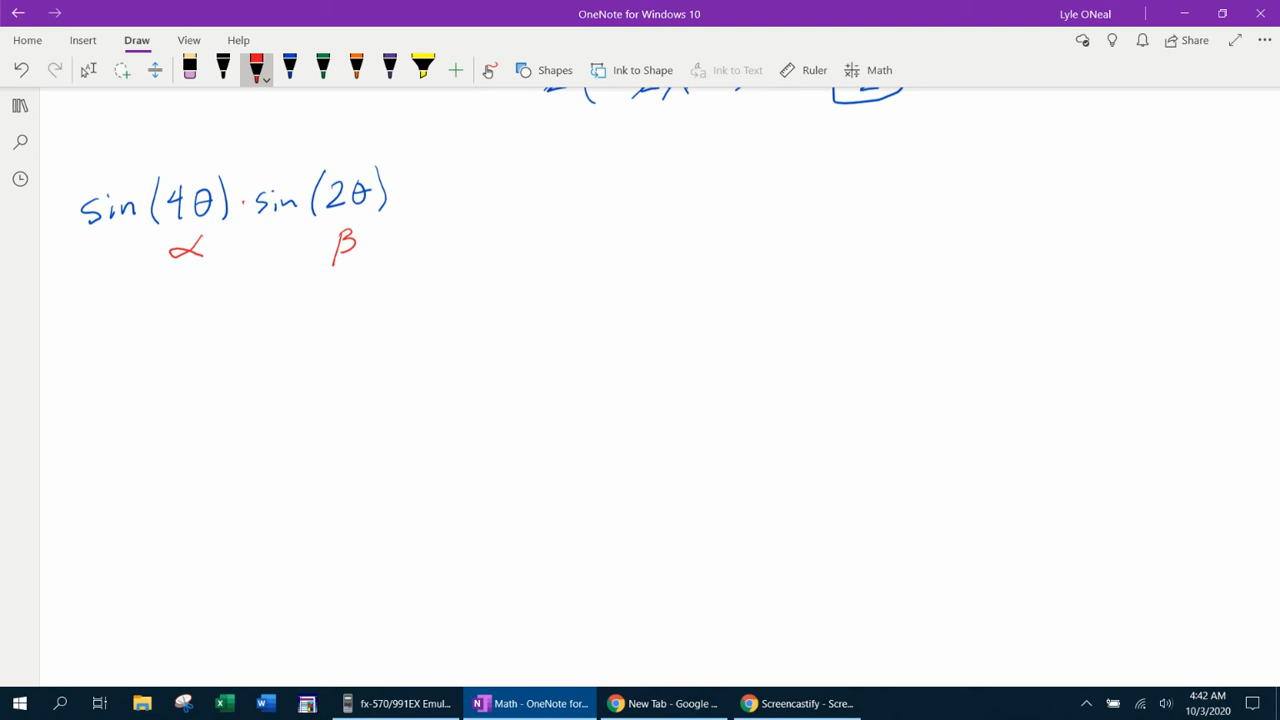 OneNote for Windows 10
Lyle ONeal
Home Insert Draw View Help
Share
Shapes Ink to Shape Ink to Text Ruler Math
sin(4θ)·sin(2θ)
α β
fx-570/991EX Emul...
Math - OneNote for...
New Tab - Google ...
Screencastify - Scre...
4:42 AM
10/3/2020